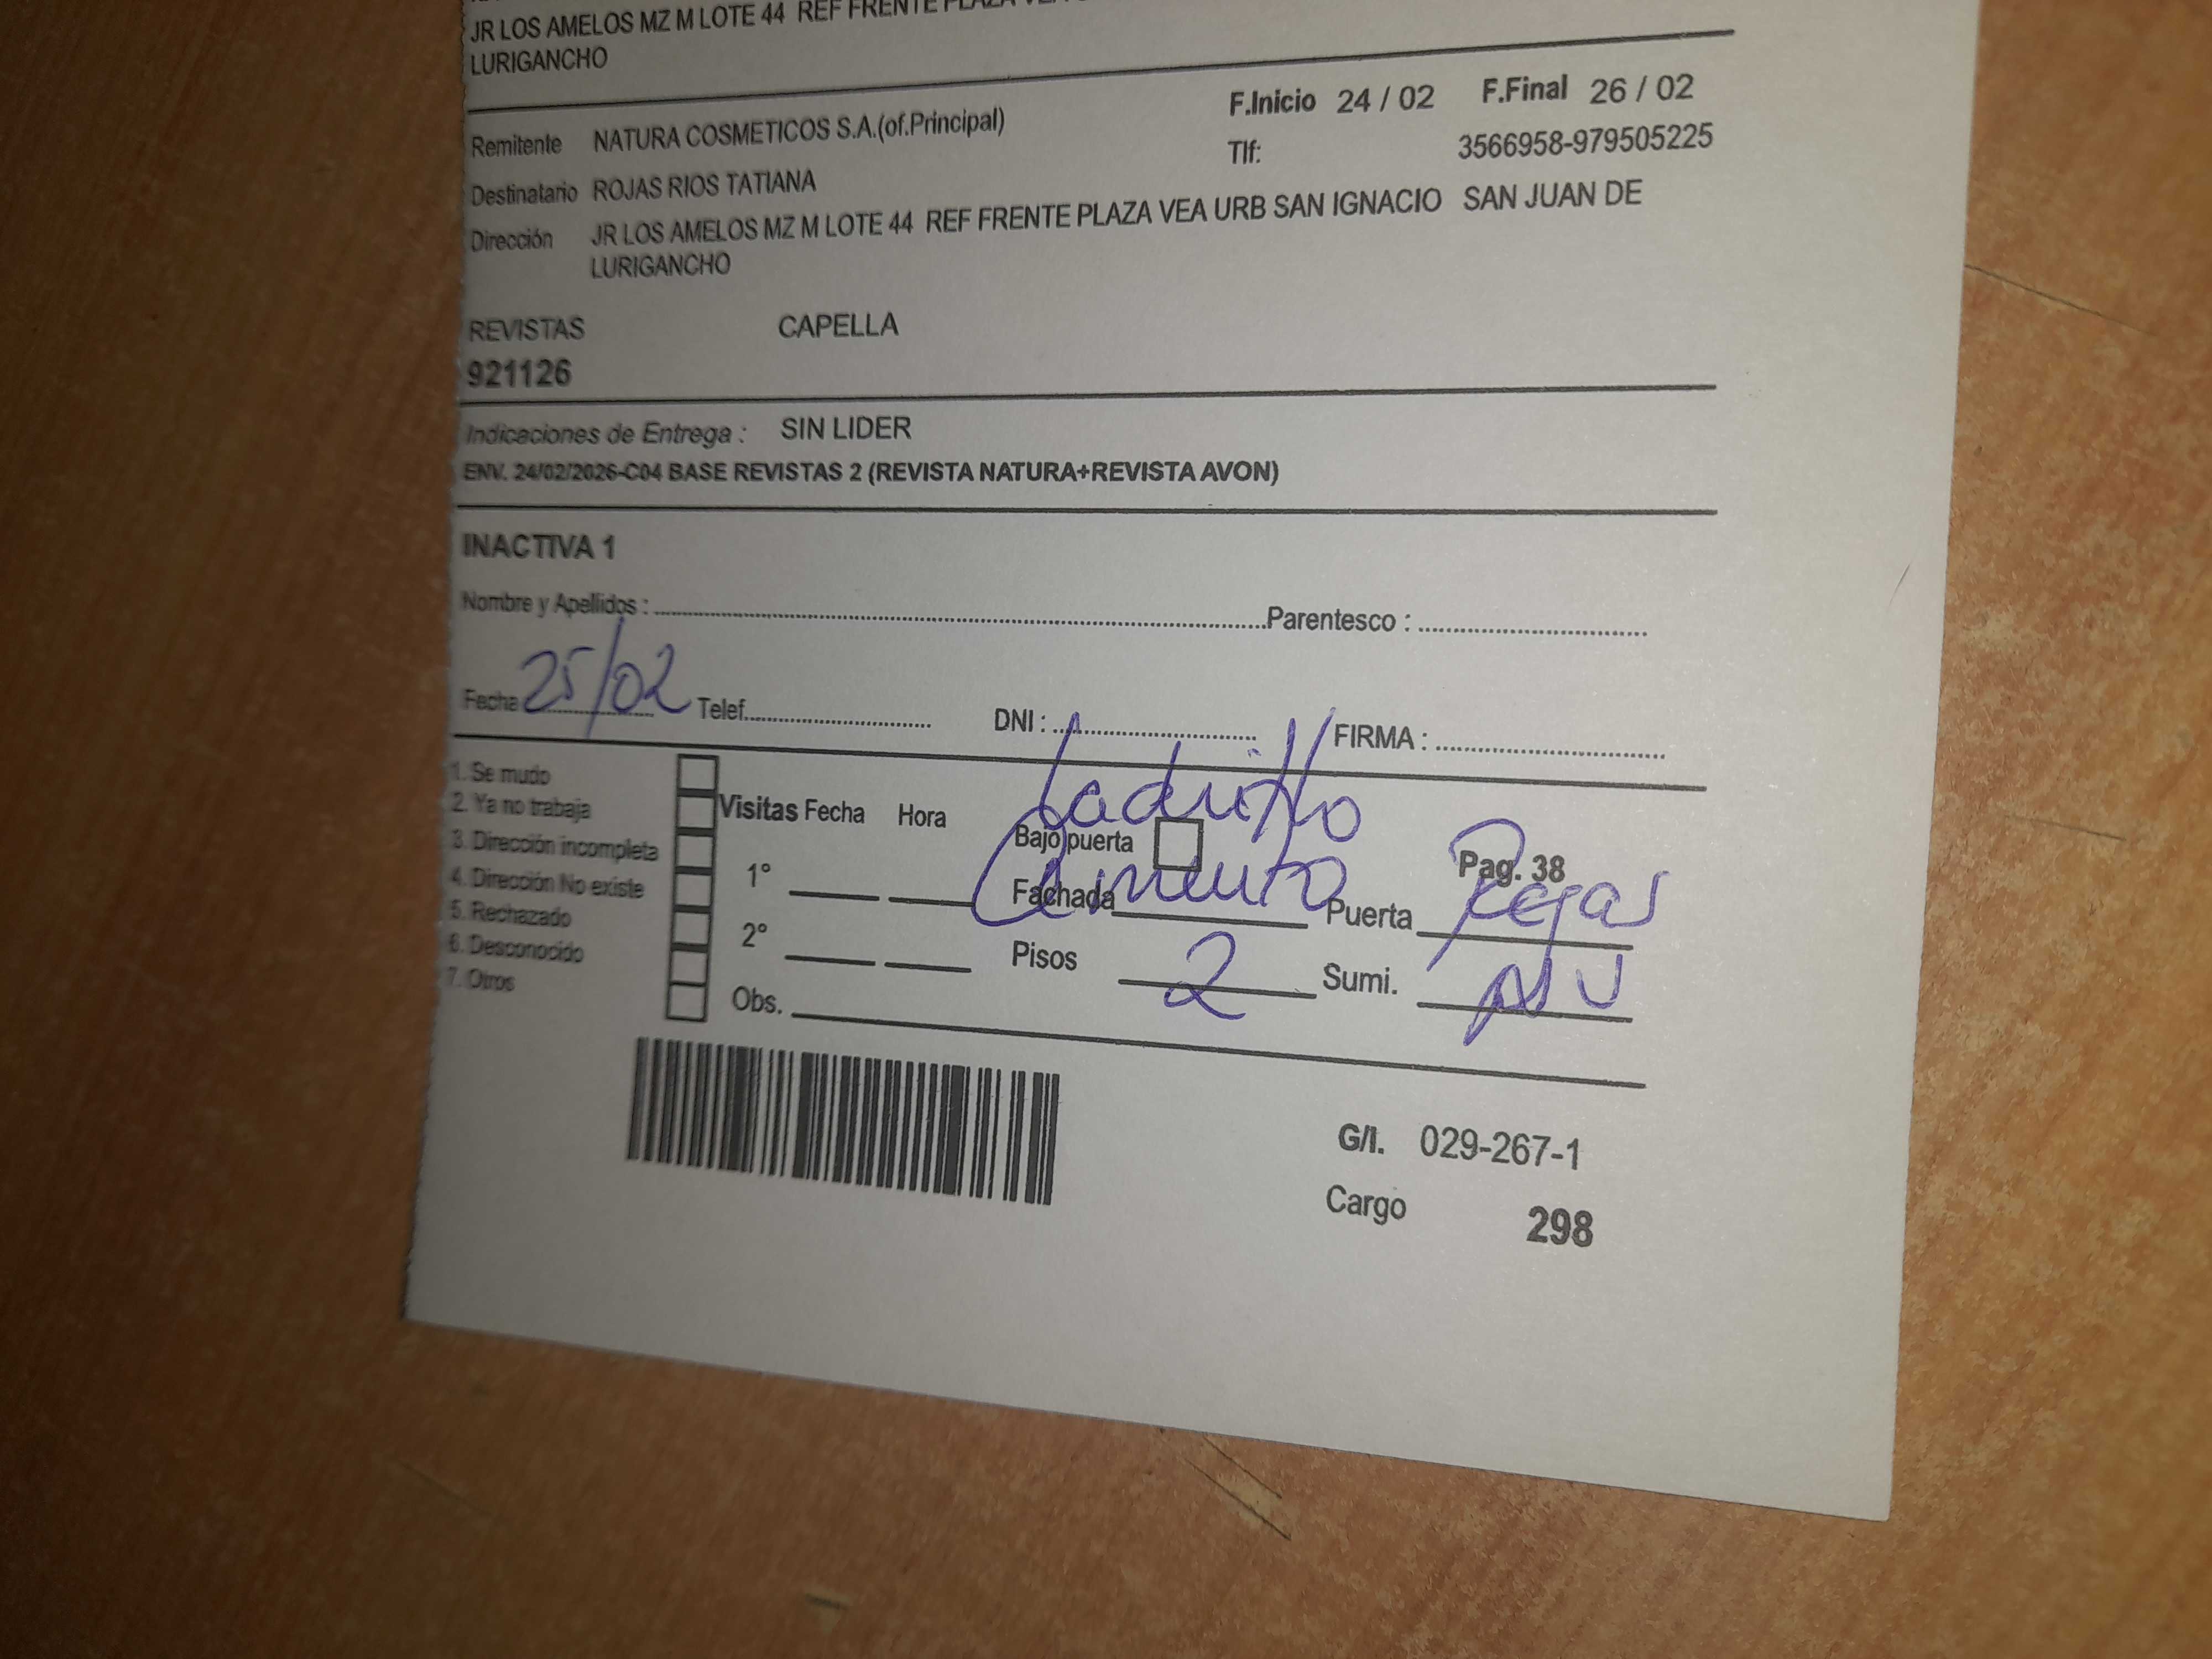 JR LOS AMELOS MZ M LOTE 44 REF FRENTE PLAZA
LURIGANCHO
F.Inicio 24 / 02 F.Final 26 / 02
Remitente NATURA COSMETICOS S.A.(of.Principal)
Tlf: 3566958-979505225
Destinatario ROJAS RIOS TATIANA
Dirección JR LOS AMELOS MZ M LOTE 44 REF FRENTE PLAZA VEA URB SAN IGNACIO SAN JUAN DE
LURIGANCHO
REVISTAS CAPELLA
921126
Indicaciones de Entrega : SIN LIDER
ENV. 24/02/2026-C04 BASE REVISTAS 2 (REVISTA NATURA+REVISTA AVON)
INACTIVA 1
Nombre y Apellidos : Parentesco :
Fecha 25/02 Telef. DNI : FIRMA :
1. Se mudo
2. Ya no trabaja
3. Dirección incompleta
4. Dirección No existe
5. Rechazado
6. Desconocido
7. Otros
Visitas Fecha Hora
1°
2°
Obs.
Ladrillo
Bajo puerta
Pag. 38
Fachada Cemento Puerta Rejas
Pisos 2 Sumi.
G/I. 029-267-1
Cargo 298